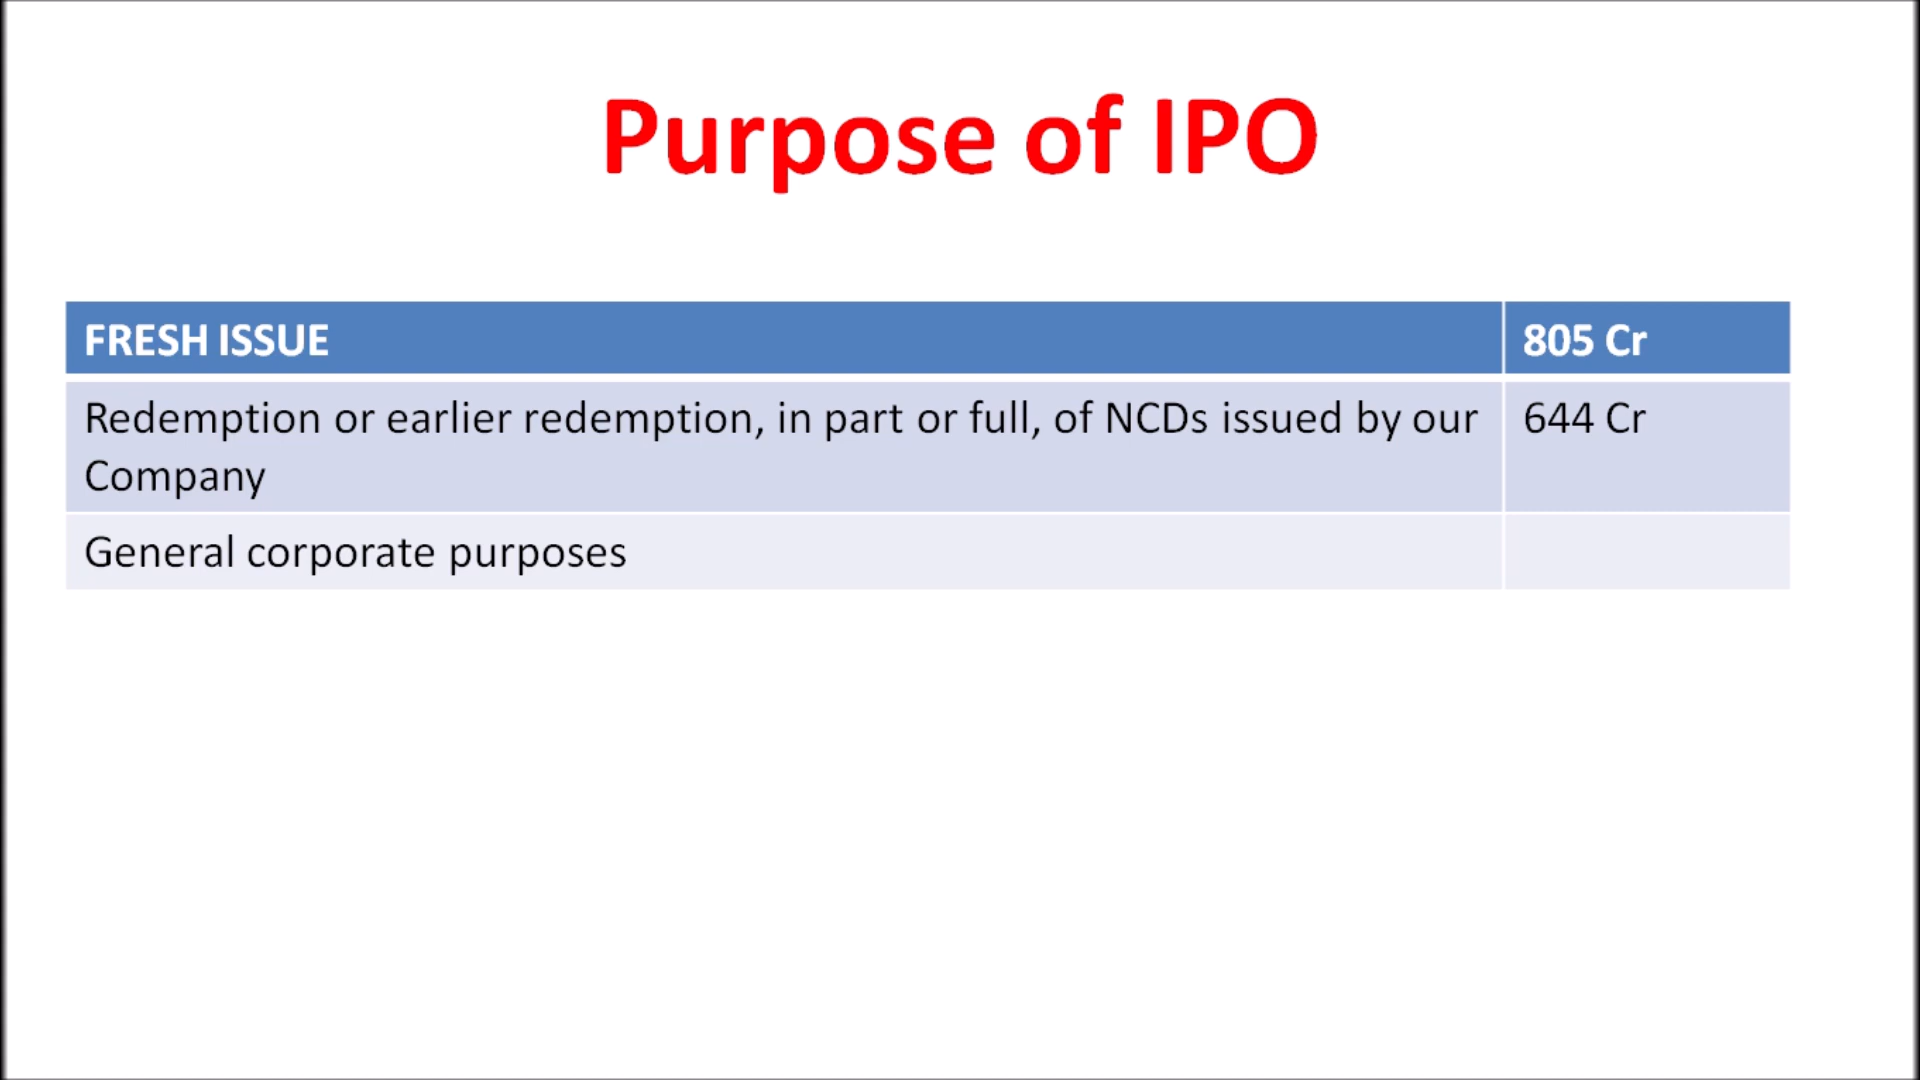 Purpose of IPO
FRESH ISSUE 805 Cr
Redemption or earlier redemption, in part or full, of NCDs issued by our 644 Cr
Company
General corporate purposes